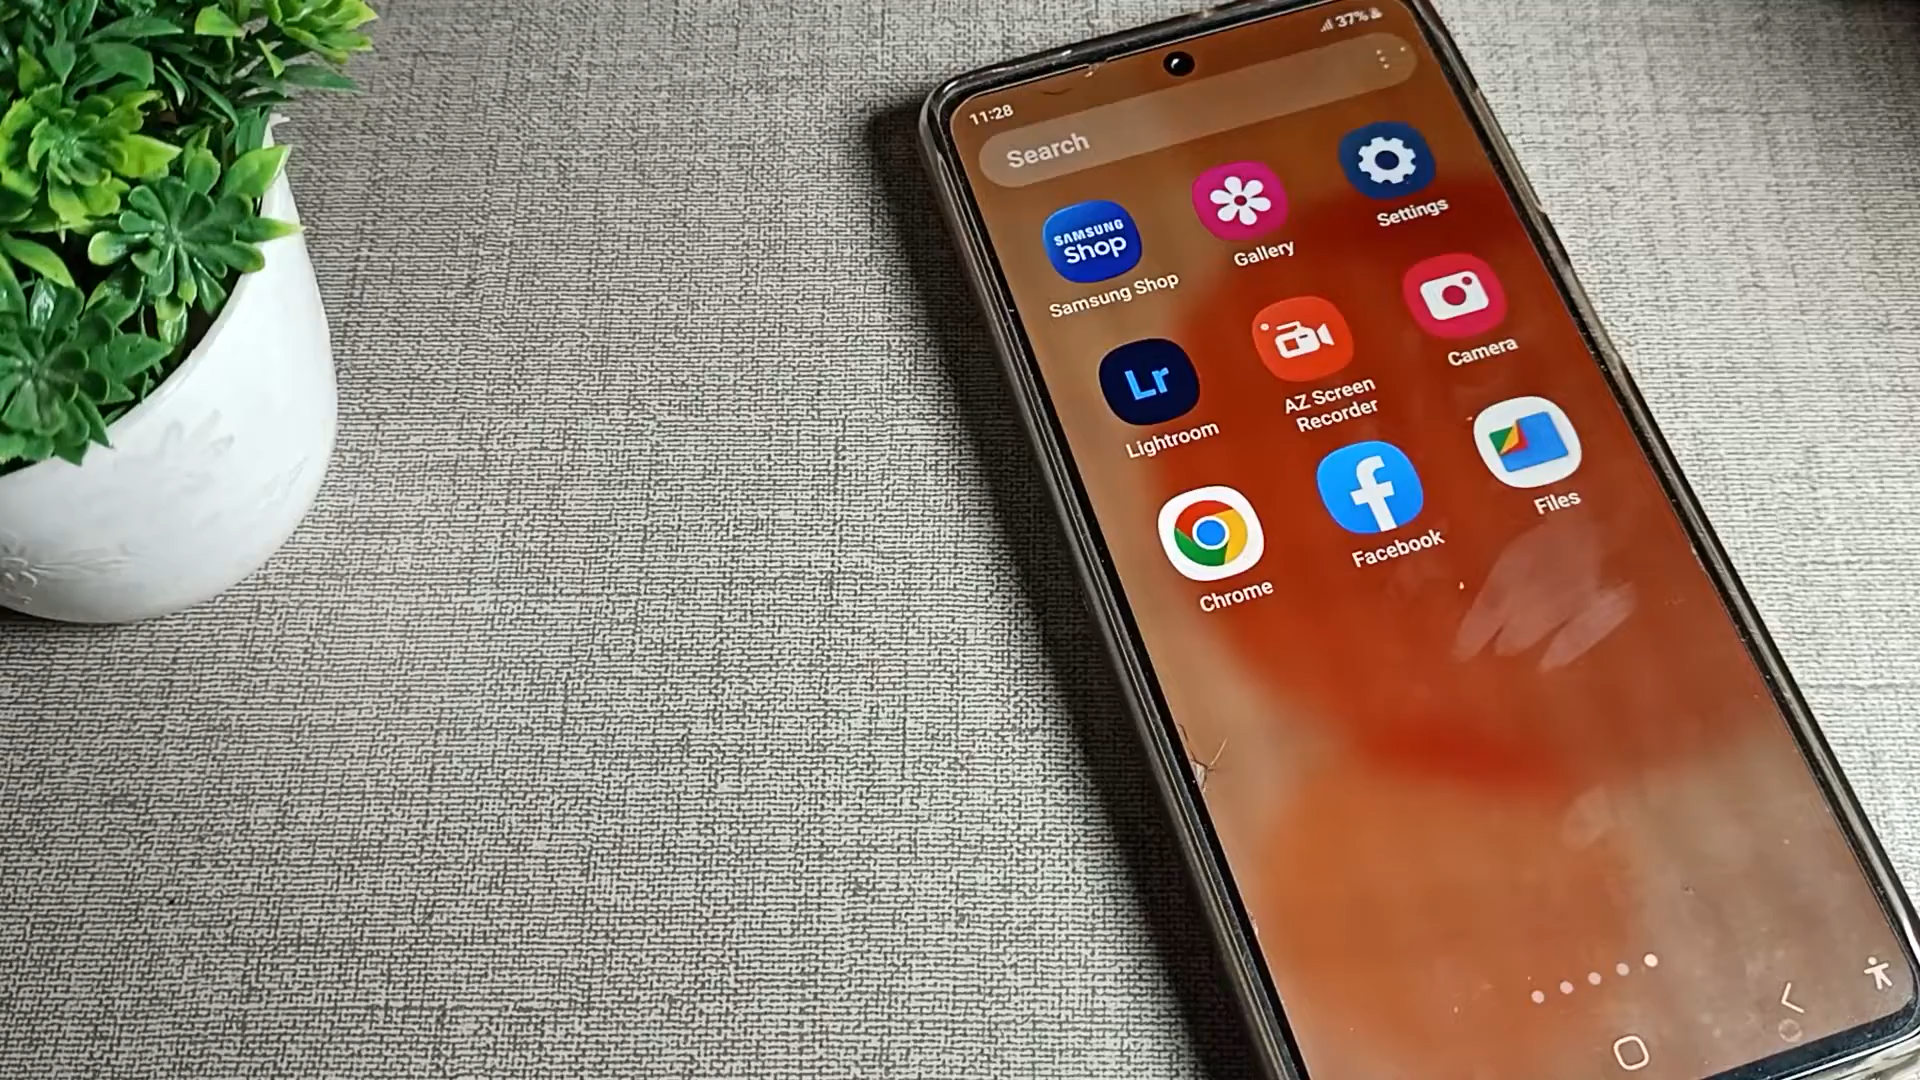 11:28
37%
Search
SAMSUNG
Shop
Samsung Shop
Gallery
Settings
Lr
Lightroom
AZ Screen
Recorder
Camera
Chrome
Facebook
Files